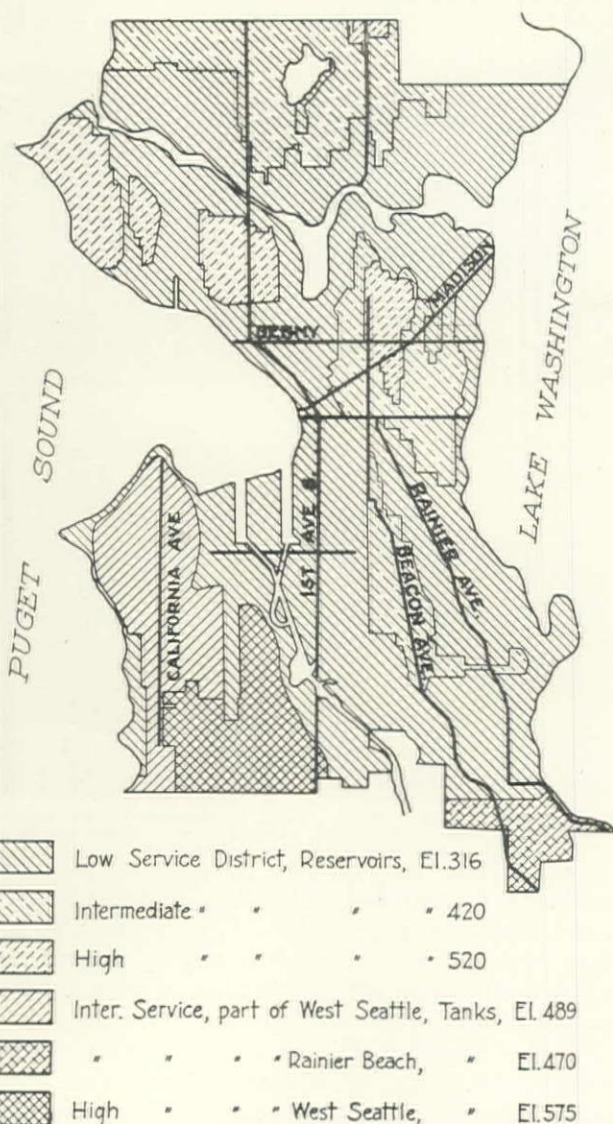 MADISON
DESMY
LAKE WASHINGTON
PUGET SOUND
1ST AVE S.
RAINIER AVE.
CALIFORNIA AVE
BEACON AVE.
Low Service District, Reservoirs, El.316
Intermediate " " " " 420
High " " " " 520
Inter. Service, part of West Seattle, Tanks, El. 489
" " " " Rainier Beach, " El.470
High " " " West Seattle, " El.575